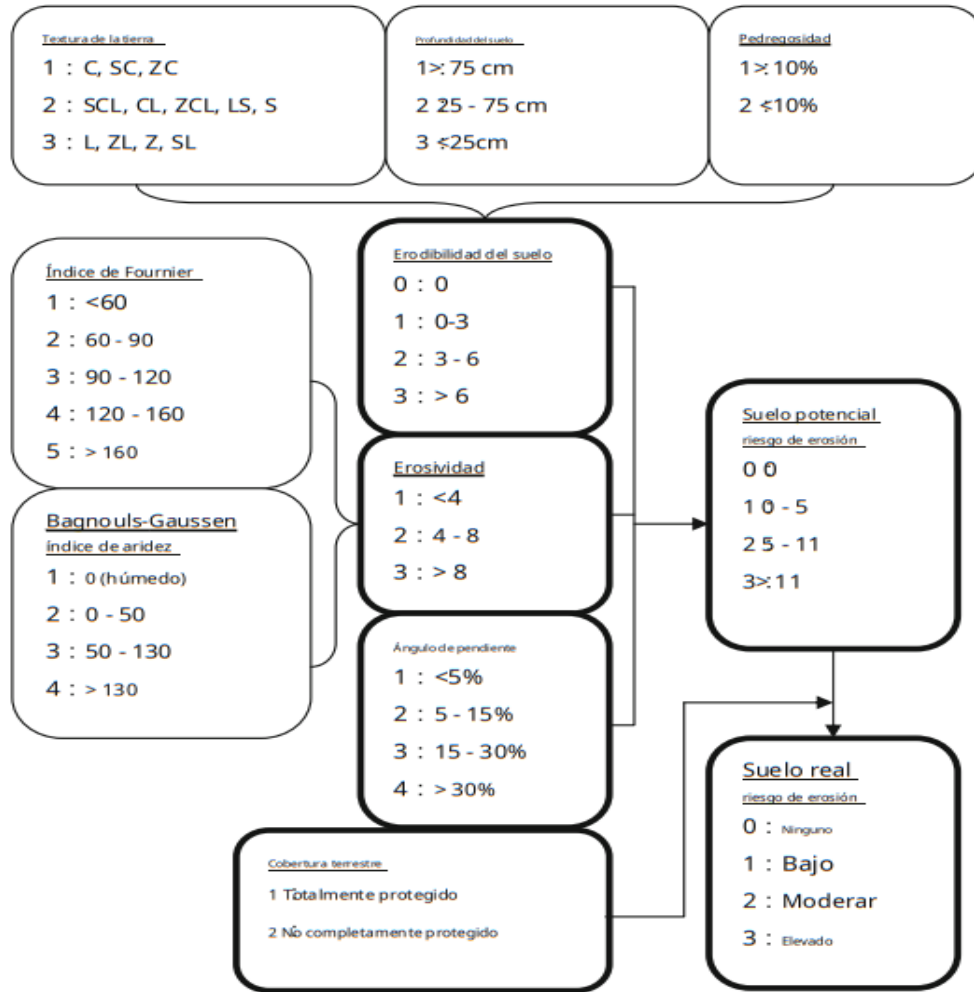 Textura de la tierra
1 : C, SC, ZC
2 : SCL, CL, ZCL, LS, S
3 : L, ZL, Z, SL
Profundidad del suelo
1>: 75 cm
2 25 - 75 cm
3 <25cm
Pedregosidad
1>: 10%
2 <10%
Erodibilidad del suelo
0 : 0
1 : 0-3
2 : 3 - 6
3 : > 6
Índice de Fournier
1 : <60
2 : 60 - 90
3 : 90 - 120
4 : 120 - 160
5 : > 160
Bagnouls-Gaussen
índice de aridez
1 : 0 (húmedo)
2 : 0 - 50
3 : 50 - 130
4 : > 130
Erosividad
1 : <4
2 : 4 - 8
3 : > 8
Ángulo de pendiente
1 : <5%
2 : 5 - 15%
3 : 15 - 30%
4 : > 30%
Suelo potencial
riesgo de erosión
0 0
1 0 - 5
2 5 - 11
3>: 11
Cobertura terrestre
1 Totalmente protegido
2 No completamente protegido
Suelo real
riesgo de erosión
0 : Ninguno
1 : Bajo
2 : Moderar
3 : Elevado